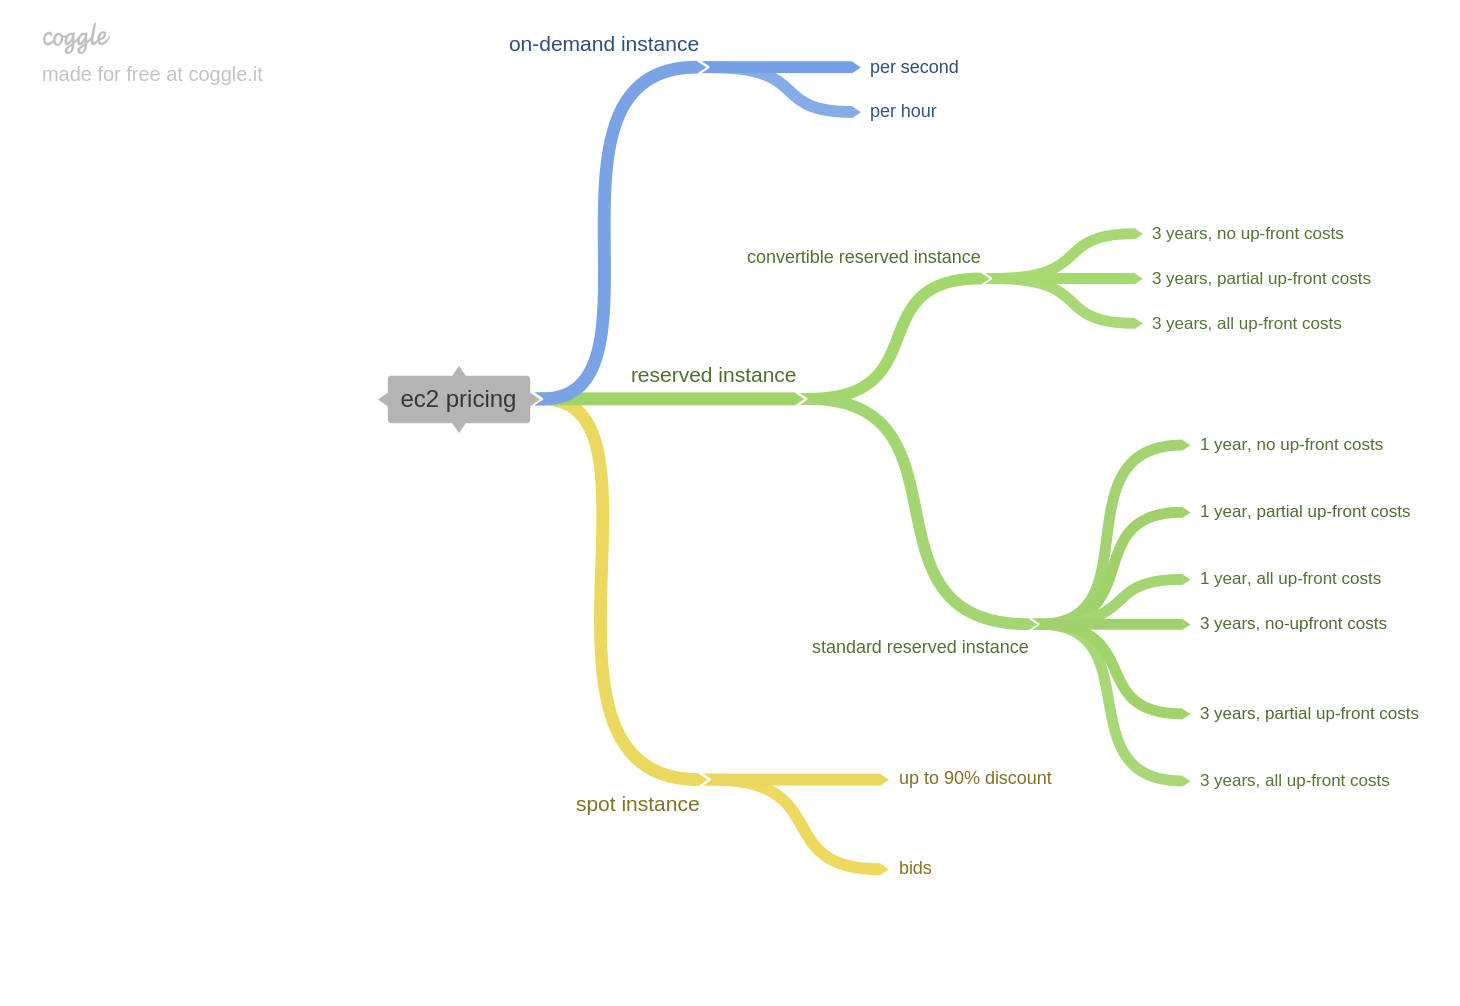 coggle
made for free at coggle.it
on-demand instance
per second
per hour
convertible reserved instance
3 years, no up-front costs
3 years, partial up-front costs
3 years, all up-front costs
reserved instance
ec2 pricing
1 year, no up-front costs
1 year, partial up-front costs
1 year, all up-front costs
3 years, no-upfront costs
standard reserved instance
3 years, partial up-front costs
3 years, all up-front costs
up to 90% discount
spot instance
bids